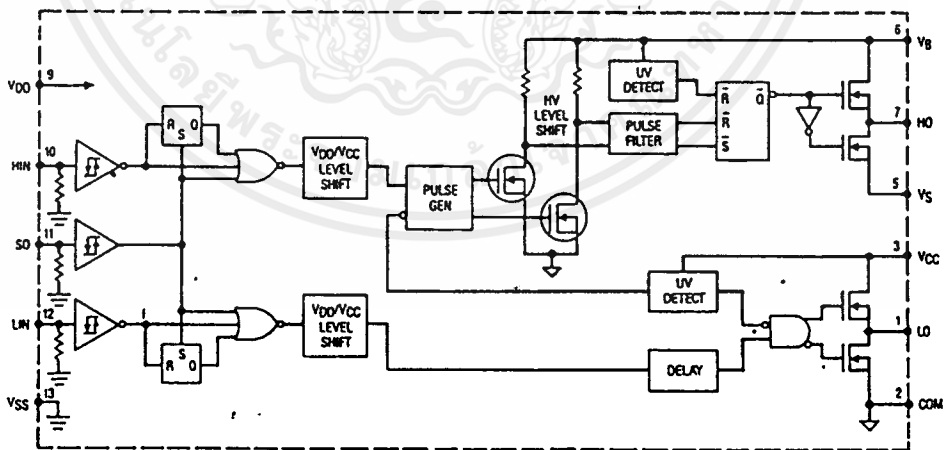 6 VB
UV
DETECT
9
VDD
HV
LEVEL
SHIFT
R Q
R
S
R S Q
7 HO
PULSE
FILTER
10
HIN
VDD/VCC
LEVEL
SHIFT
PULSE
GEN
5 VS
11
SD
3 VCC
UV
DETECT
12
LIN
VDD/VCC
LEVEL
SHIFT
1 LO
R S Q
DELAY
13
VSS
2 COM